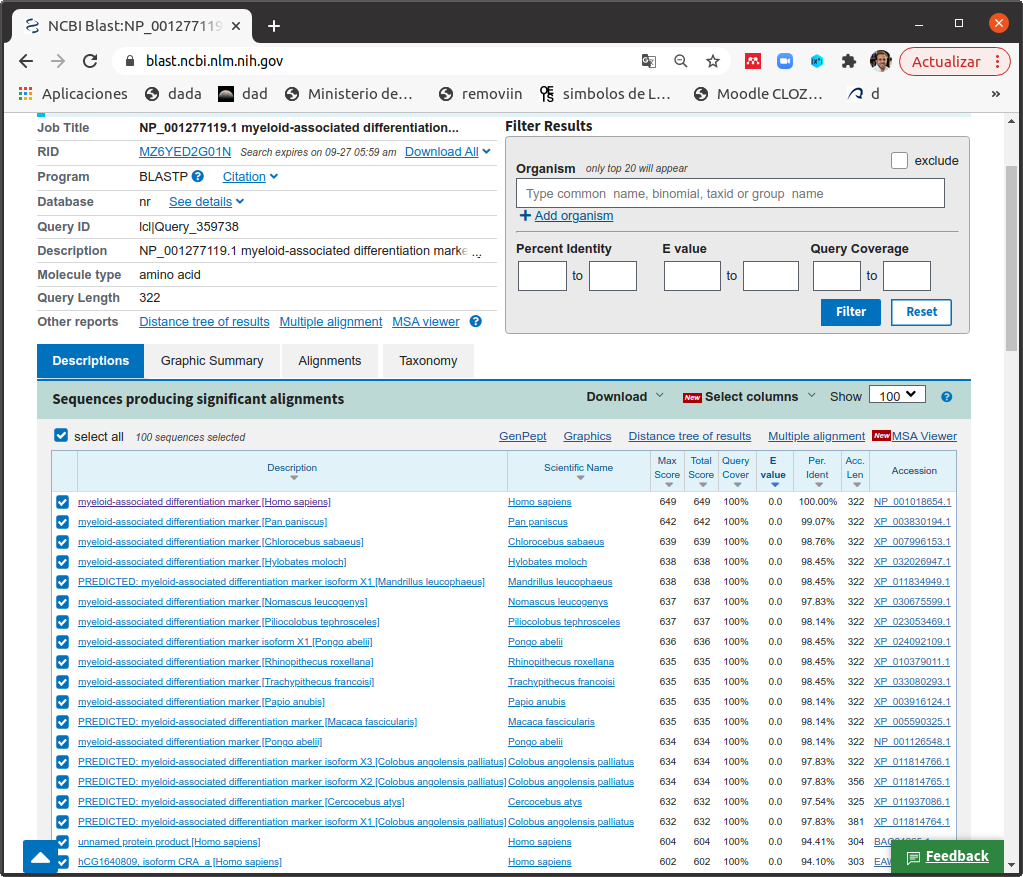 NCBI Blast:NP_001277119
blast.ncbi.nlm.nih.gov
Actualizar
Aplicaciones dada dad Ministerio de... removiin simbolos de L... Moodle CLOZ... d »
Job Title NP_001277119.1 myeloid-associated differentiation...
RID MZ6YED2G01N Search expires on 09-27 05:59 am Download All
Program BLASTP ? Citation
Database nr See details
Query ID lcl|Query_359738
Description NP_001277119.1 myeloid-associated differentiation marke ...
Molecule type amino acid
Query Length 322
Other reports Distance tree of results Multiple alignment MSA viewer ?
Filter Results
Organism only top 20 will appear exclude
Type common name, binomial, taxid or group name
+ Add organism
Percent Identity E value Query Coverage
to to to
Filter Reset
Descriptions Graphic Summary Alignments Taxonomy
Sequences producing significant alignments Download New Select columns Show 100 ?
select all 100 sequences selected GenPept Graphics Distance tree of results Multiple alignment New MSA Viewer
Description Scientific Name Max Score Total Score Query Cover E value Per. Ident Acc. Len Accession
myeloid-associated differentiation marker [Homo sapiens] Homo sapiens 649 649 100% 0.0 100.00% 322 NP_001018654.1
myeloid-associated differentiation marker [Pan paniscus] Pan paniscus 642 642 100% 0.0 99.07% 322 XP_003830194.1
myeloid-associated differentiation marker [Chlorocebus sabaeus] Chlorocebus sabaeus 639 639 100% 0.0 98.76% 322 XP_007996153.1
myeloid-associated differentiation marker [Hylobates moloch] Hylobates moloch 638 638 100% 0.0 98.45% 322 XP_032026947.1
PREDICTED: myeloid-associated differentiation marker isoform X1 [Mandrillus leucophaeus] Mandrillus leucophaeus 638 638 100% 0.0 98.45% 322 XP_011834949.1
myeloid-associated differentiation marker [Nomascus leucogenys] Nomascus leucogenys 637 637 100% 0.0 97.83% 322 XP_030675599.1
myeloid-associated differentiation marker [Piliocolobus tephrosceles] Piliocolobus tephrosceles 637 637 100% 0.0 98.14% 322 XP_023053469.1
myeloid-associated differentiation marker isoform X1 [Pongo abelii] Pongo abelii 636 636 100% 0.0 98.45% 322 XP_024092109.1
myeloid-associated differentiation marker [Rhinopithecus roxellana] Rhinopithecus roxellana 635 635 100% 0.0 98.45% 322 XP_010379011.1
myeloid-associated differentiation marker [Trachypithecus francoisi] Trachypithecus francoisi 635 635 100% 0.0 98.45% 322 XP_033080293.1
myeloid-associated differentiation marker [Papio anubis] Papio anubis 635 635 100% 0.0 98.14% 322 XP_003916124.1
PREDICTED: myeloid-associated differentiation marker [Macaca fascicularis] Macaca fascicularis 635 635 100% 0.0 98.14% 322 XP_005590325.1
myeloid-associated differentiation marker [Pongo abelii] Pongo abelii 634 634 100% 0.0 98.14% 322 NP_001126548.1
PREDICTED: myeloid-associated differentiation marker isoform X3 [Colobus angolensis palliatus] Colobus angolensis palliatus 634 634 100% 0.0 97.83% 322 XP_011814766.1
PREDICTED: myeloid-associated differentiation marker isoform X2 [Colobus angolensis palliatus] Colobus angolensis palliatus 634 634 100% 0.0 97.83% 356 XP_011814765.1
PREDICTED: myeloid-associated differentiation marker [Cercocebus atys] Cercocebus atys 632 632 100% 0.0 97.54% 325 XP_011937086.1
PREDICTED: myeloid-associated differentiation marker isoform X1 [Colobus angolensis palliatus] Colobus angolensis palliatus 632 632 100% 0.0 97.83% 381 XP_011814764.1
unnamed protein product [Homo sapiens] Homo sapiens 604 604 100% 0.0 94.41% 304
hCG1640809, isoform CRA_a [Homo sapiens] Homo sapiens 602 602 100% 0.0 94.10% 303
Feedback